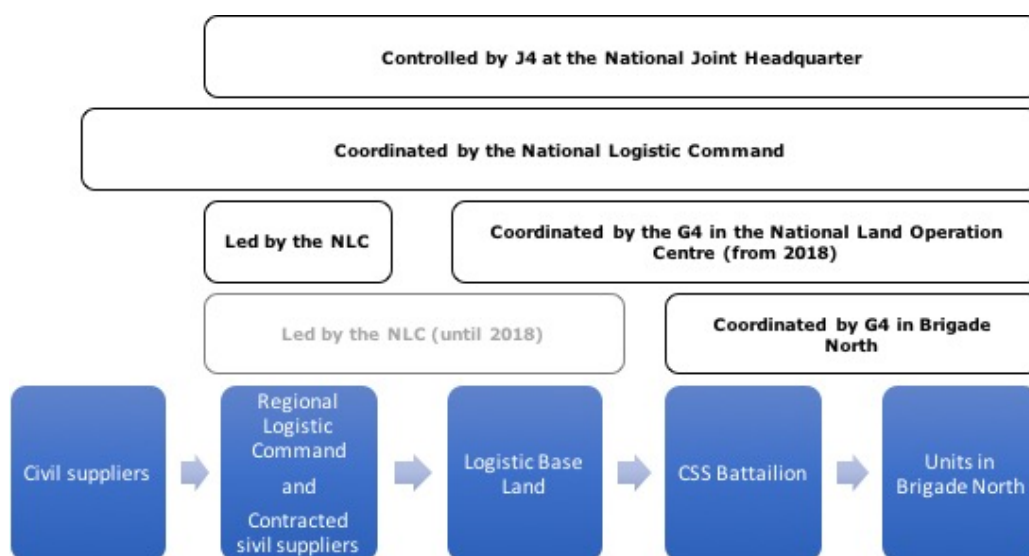 Controlled by J4 at the National Joint Headquarter
Coordinated by the National Logistic Command
Led by the NLC
Coordinated by the G4 in the National Land Operation
Centre (from 2018)
Led by the NLC (until 2018)
Coordinated by G4 in Brigade
North
Civil suppliers
Regional
Logistic
Command
and
Contracted
sivil suppliers
Logistic Base
Land
CSS Battailion
Units in
Brigade North